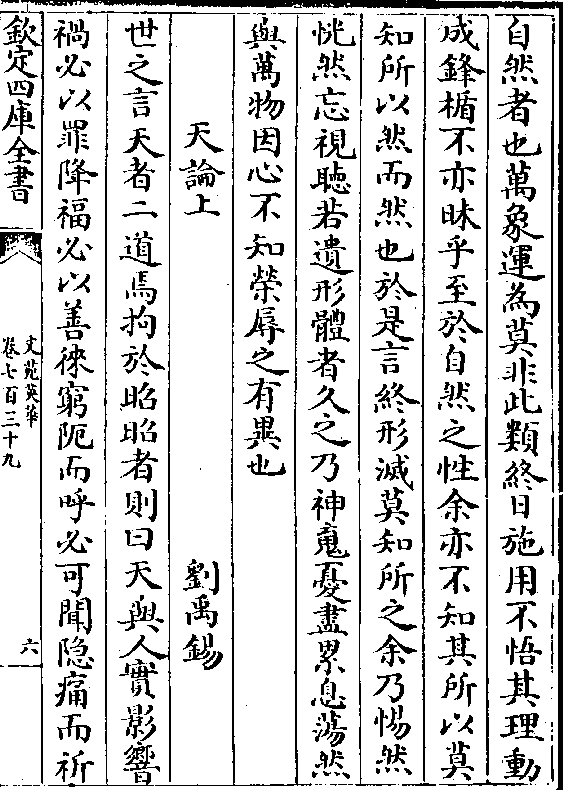 自然者也萬象運為莫非此類終日施用不悟其理動
成鋒楯不亦昧乎至於自然之性余亦不知其所以莫
知所以然而然也於是言終形滅莫知所之余乃惕然
恍然忘視聽若遺形體者久之乃神䰟憂盡累息蕩然
與萬物因心不知榮辱之有異也
天論上 劉禹錫
世之言天者二道焉拘於昭昭者則曰天與人實影響
禍必以罪降福必以善徠窮阨而呼必可聞隐痛而祈
欽定四庫全書
文苑英華
卷七百三十九
六